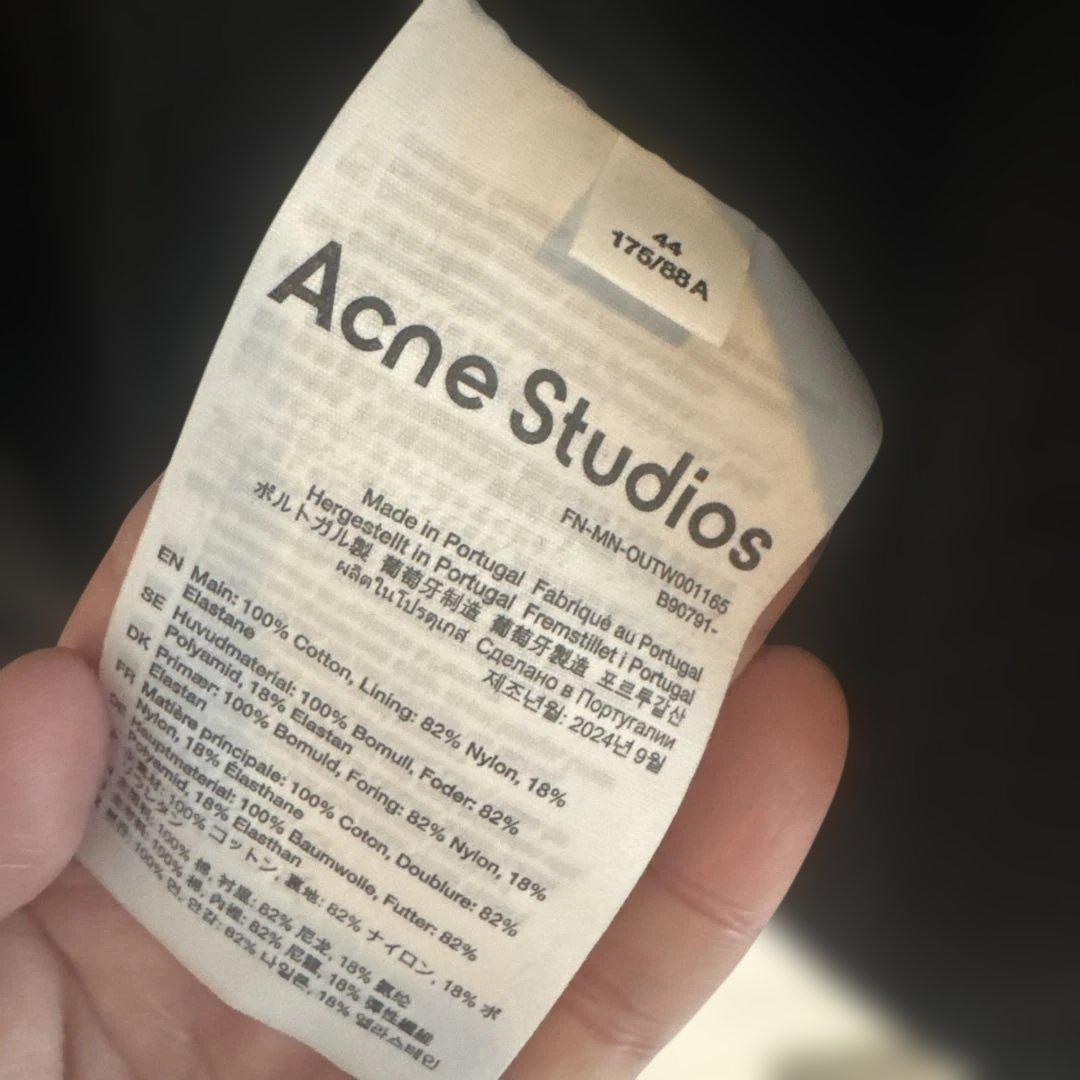 44
175/88A
Acne Studios
FN-MN-OUTW001165
B90791-
Made in Portugal Fabriqué au Portugal
Hergestellt in Portugal Fremstillet i Portugal
ポルトガル製 葡萄牙制造 葡萄牙製造 포르투갈산
ผลิตในโปรตุเกส Сделано в Португалии
제조년월: 2024년 9월
EN Main: 100% Cotton, Lining: 82% Nylon, 18%
Elastane
SE Huvudmaterial: 100% Bomull, Foder: 82%
Polyamid, 18% Elastan
DK Primær: 100% Bomuld, Foring: 82% Nylon, 18%
Elastan
FR Matière principale: 100% Coton, Doublure: 82%
Nylon, 18% Élasthane
DE Hauptmaterial: 100% Baumwolle, Futter: 82%
Polyamid, 18% Elasthan
100% コットン, 裏地: 82% ナイロン, 18% ポ
100% 棉, 衬里: 82% 尼龙, 18% 氨纶
100% 棉, 內裡: 82% 尼龍, 18% 彈性纖維
100% 면, 안감: 82% 나일론, 18% 엘라스테인